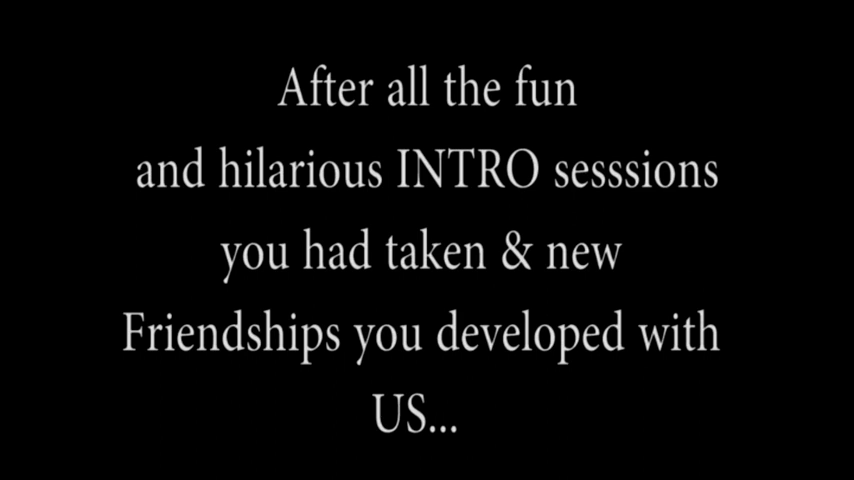 After all the fun
and hilarious INTRO sesssions
you had taken & new
Friendships you developed with
US...